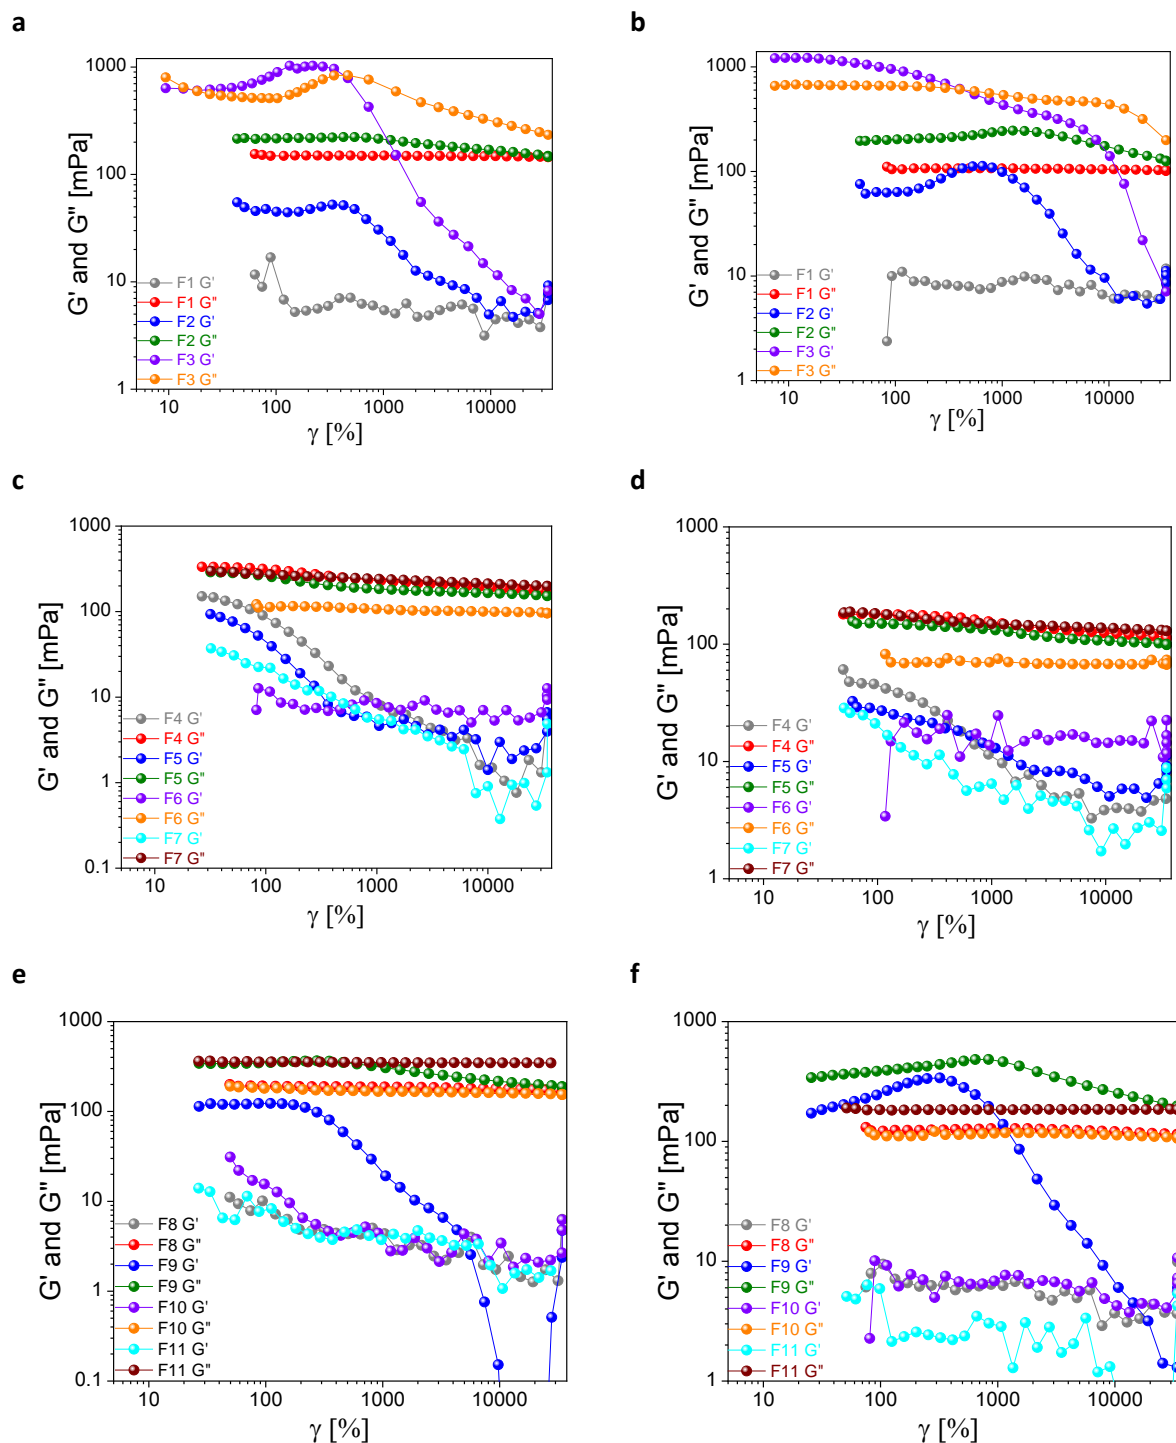 a
1000
100
10
1
G' and G" [mPa]
F1 G'
F1 G"
F2 G'
F2 G"
F3 G'
F3 G"
10 100 1000 10000
γ [%]
b
1000
100
10
1
G' and G" [mPa]
F1 G'
F1 G"
F2 G'
F2 G"
F3 G'
F3 G"
10 100 1000 10000
γ [%]
c
1000
100
10
1
0.1
G' and G" [mPa]
F4 G'
F4 G"
F5 G'
F5 G"
F6 G'
F6 G"
F7 G'
F7 G"
10 100 1000 10000
γ [%]
d
1000
100
10
1
G' and G" [mPa]
F4 G'
F4 G"
F5 G'
F5 G"
F6 G'
F6 G"
F7 G'
F7 G"
10 100 1000 10000
γ [%]
e
1000
100
10
1
0.1
G' and G" [mPa]
F8 G'
F8 G"
F9 G'
F9 G"
F10 G'
F10 G"
F11 G'
F11 G"
10 100 1000 10000
γ [%]
f
1000
100
10
1
G' and G" [mPa]
F8 G'
F8 G"
F9 G'
F9 G"
F10 G'
F10 G"
F11 G'
F11 G"
10 100 1000 10000
γ [%]